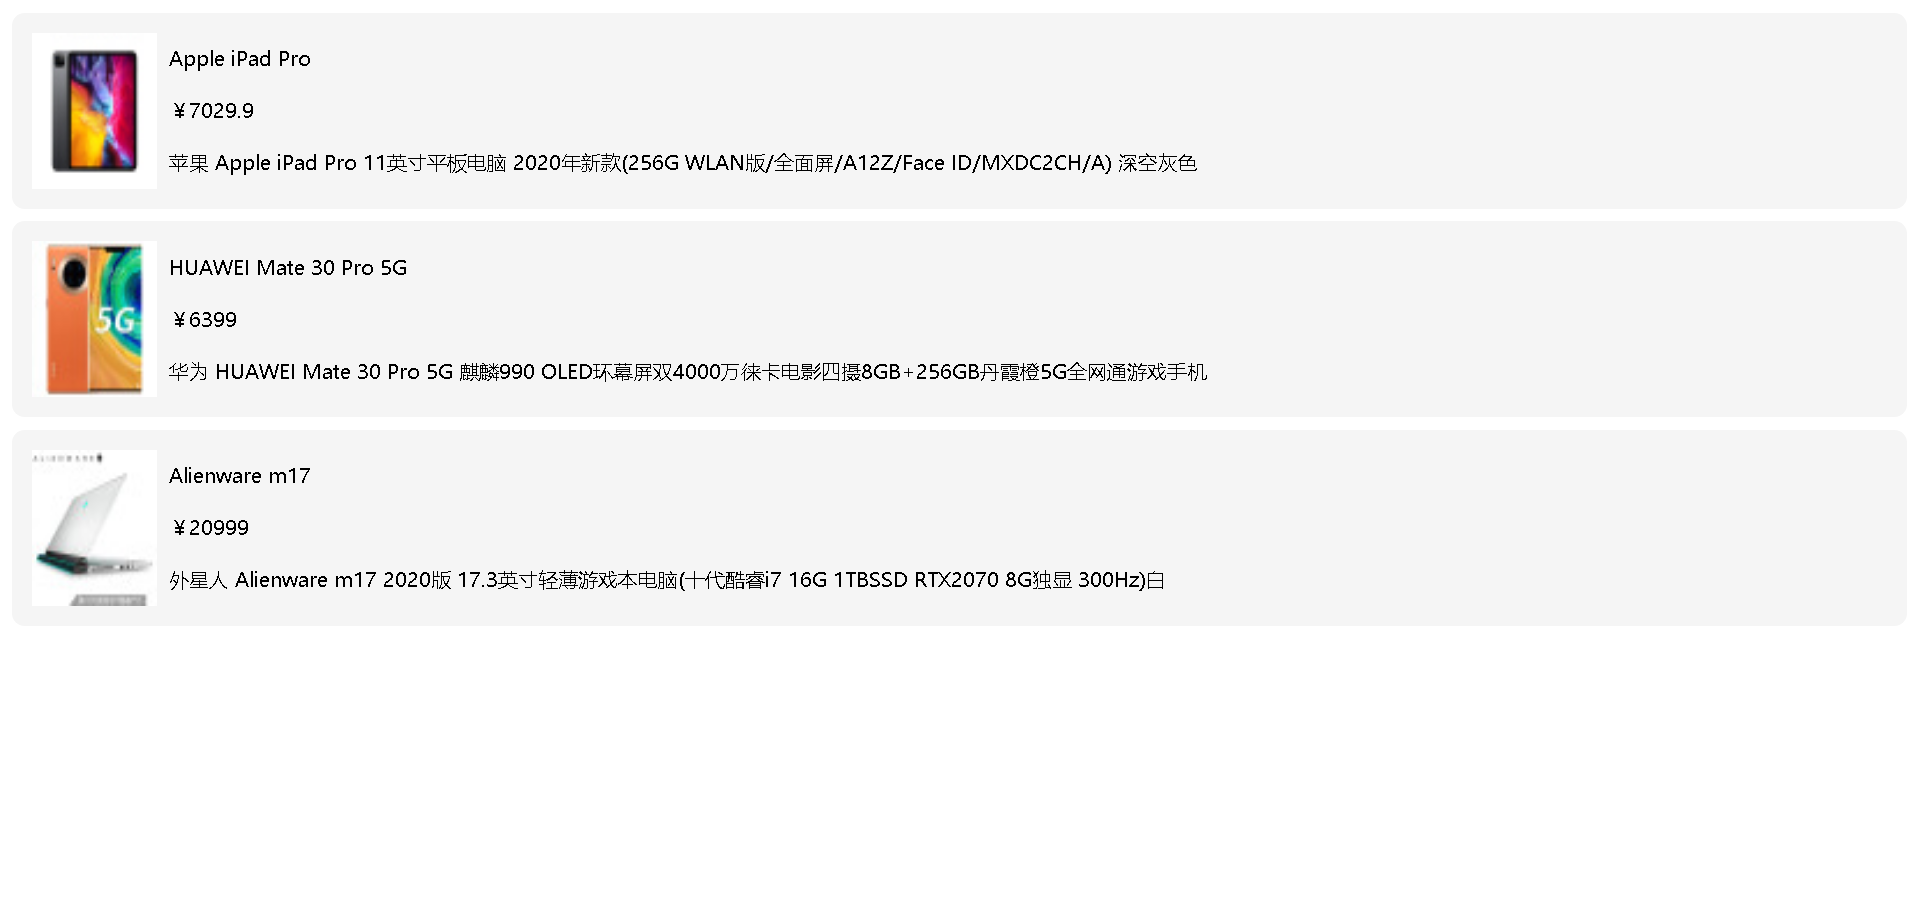 Apple iPad Pro
￥7029.9
苹果 Apple iPad Pro 11英寸平板电脑 2020年新款(256G WLAN版/全面屏/A12Z/Face ID/MXDC2CH/A) 深空灰色
5G
HUAWEI Mate 30 Pro 5G
￥6399
华为 HUAWEI Mate 30 Pro 5G 麒麟990 OLED环幕屏双4000万徕卡电影四摄8GB+256GB丹霞橙5G全网通游戏手机
ALIENWARE
Alienware m17
￥20999
外星人 Alienware m17 2020版 17.3英寸轻薄游戏本电脑(十代酷睿i7 16G 1TBSSD RTX2070 8G独显 300Hz)白